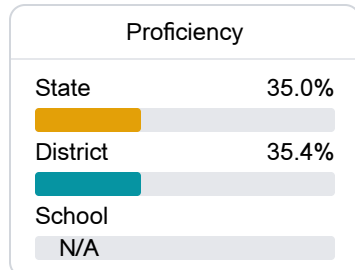 Proficiency
State 35.0%
District 35.4%
School
N/A